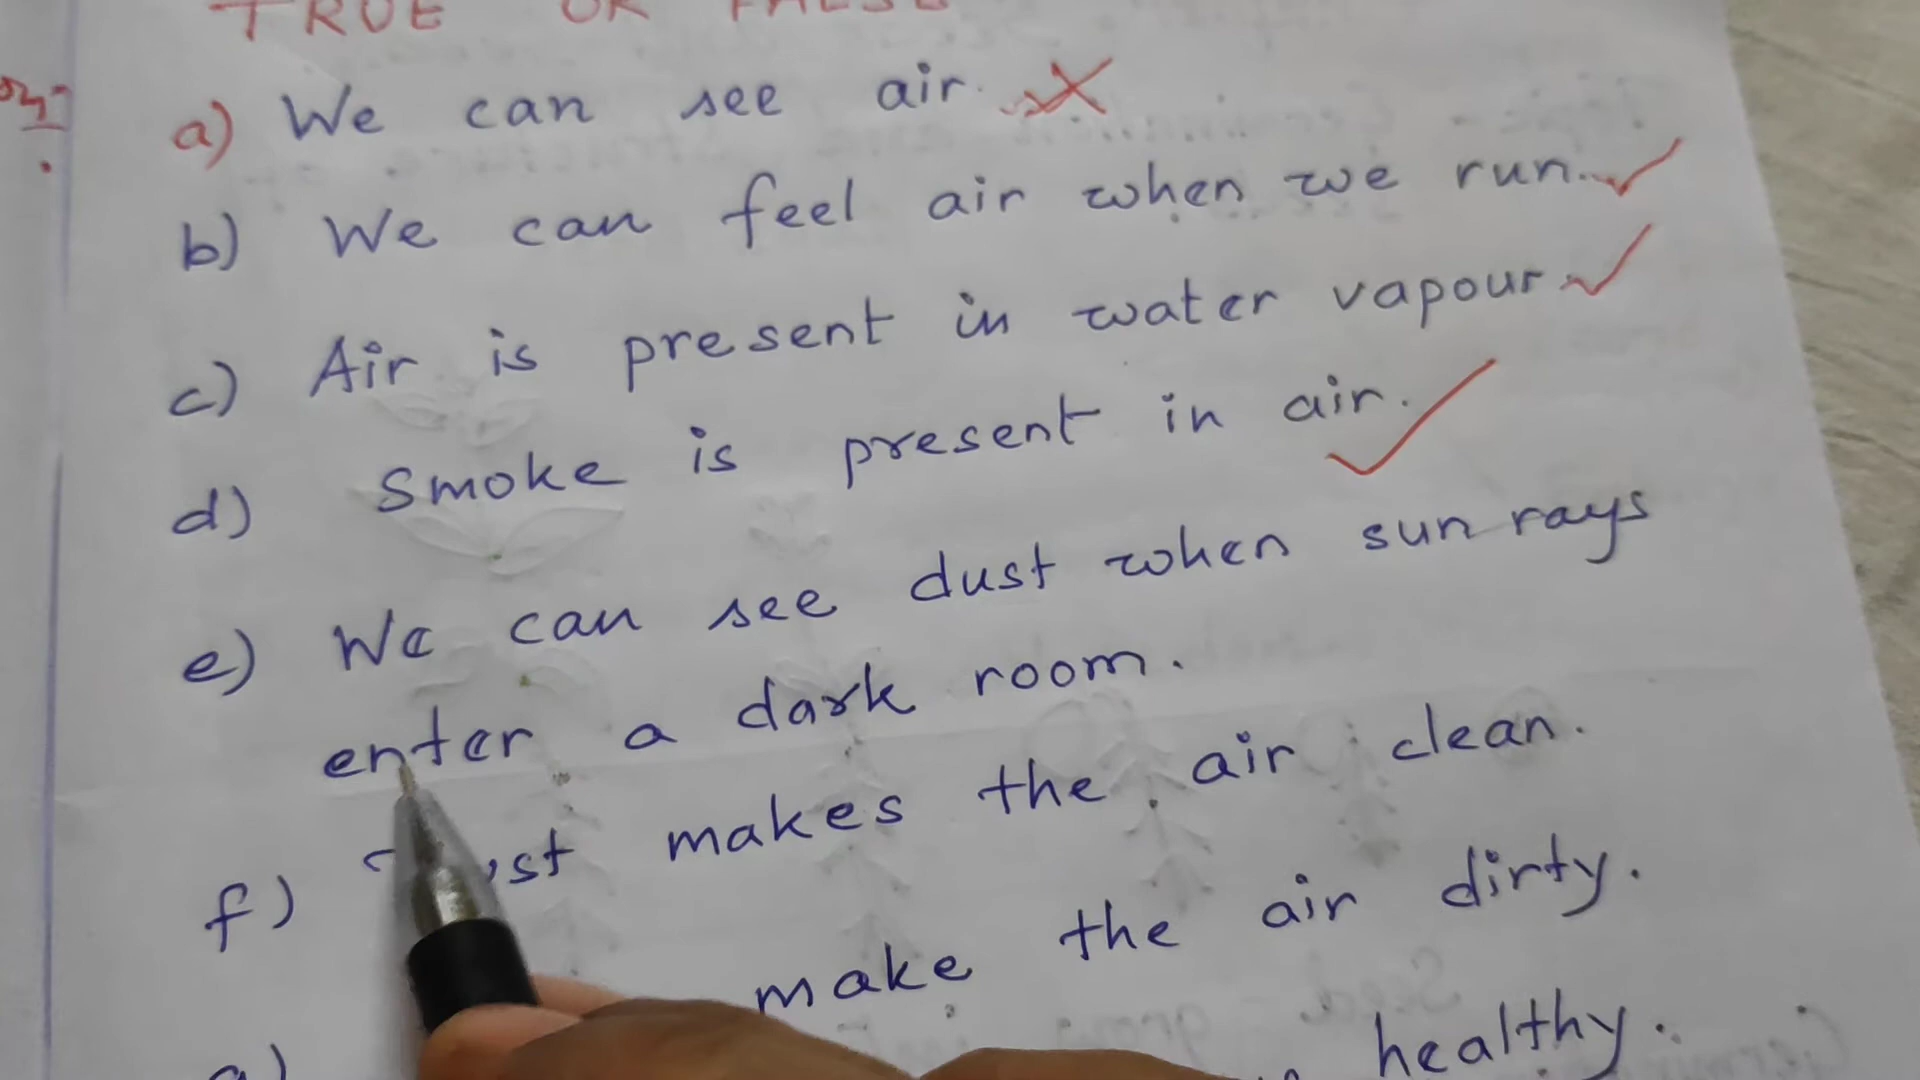 TRUE OR FALSE
a) We can see air.
b) We can feel air when we run.
c) Air is present in water vapour
d) Smoke is present in air.
e) We can see dust when sun rays
enter a dark room.
f) makes the air clean.
make the air dirty.
g)
healthy.